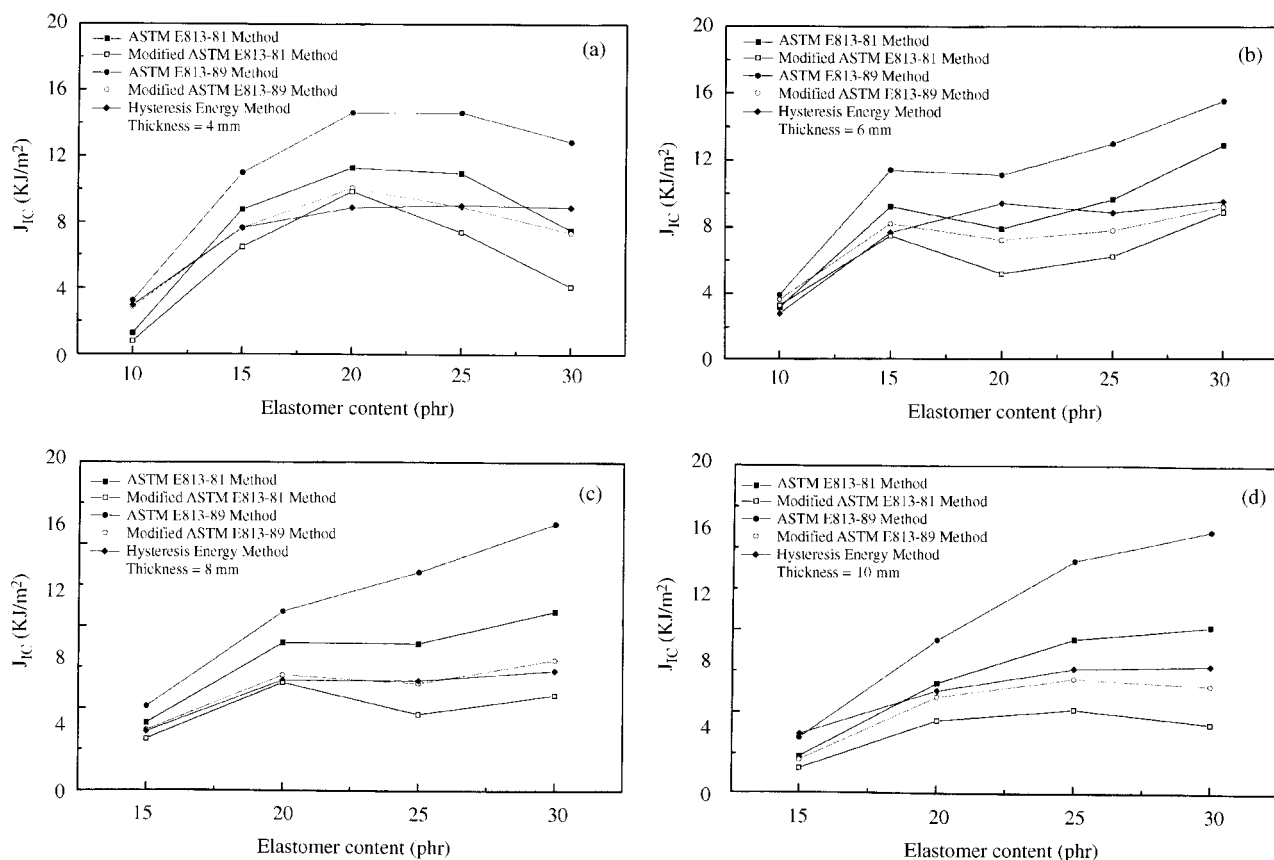 20
16
12
8
4
0
J_IC (KJ/m²)
ASTM E813-81 Method
Modified ASTM E813-81 Method
ASTM E813-89 Method
Modified ASTM E813-89 Method
Hysteresis Energy Method
Thickness = 4 mm
(a)
10 15 20 25 30
Elastomer content (phr)
20
16
12
8
4
0
J_IC (KJ/m²)
ASTM E813-81 Method
Modified ASTM E813-81 Method
ASTM E813-89 Method
Modified ASTM E813-89 Method
Hysteresis Energy Method
Thickness = 6 mm
(b)
10 15 20 25 30
Elastomer content (phr)
20
16
12
8
4
0
J_IC (KJ/m²)
ASTM E813-81 Method
Modified ASTM E813-81 Method
ASTM E813-89 Method
Modified ASTM E813-89 Method
Hysteresis Energy Method
Thickness = 8 mm
(c)
15 20 25 30
Elastomer content (phr)
20
16
12
8
4
0
J_IC (KJ/m²)
ASTM E813-81 Method
Modified ASTM E813-81 Method
ASTM E813-89 Method
Modified ASTM E813-89 Method
Hysteresis Energy Method
Thickness = 10 mm
(d)
15 20 25 30
Elastomer content (phr)